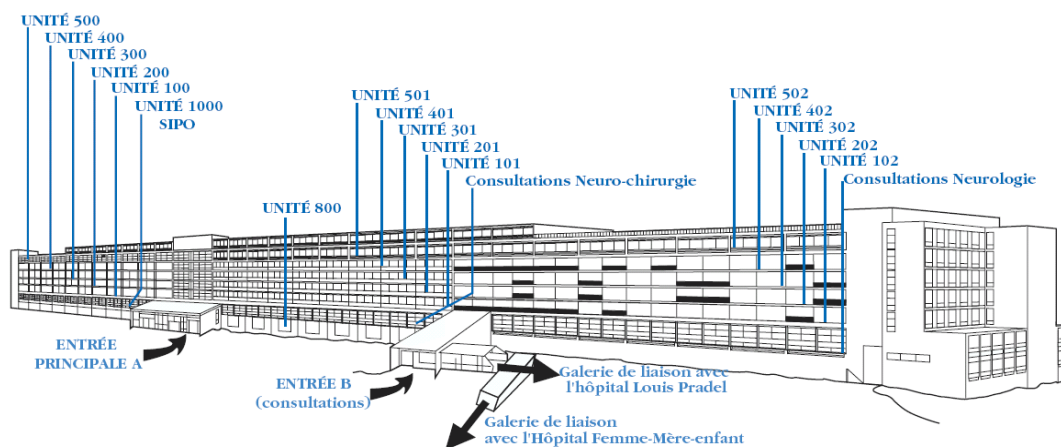 UNITÉ 500
UNITÉ 400
UNITÉ 300
UNITÉ 200
UNITÉ 100
UNITÉ 1000
SIPO
UNITÉ 800
UNITÉ 501
UNITÉ 401
UNITÉ 301
UNITÉ 201
UNITÉ 101
Consultations Neuro-chirurgie
UNITÉ 502
UNITÉ 402
UNITÉ 302
UNITÉ 202
UNITÉ 102
Consultations Neurologie
ENTRÉE
PRINCIPALE A
ENTRÉE B
(consultations)
Galerie de liaison avec
l'hôpital Louis Pradel
Galerie de liaison
avec l'Hôpital Femme-Mère-enfant